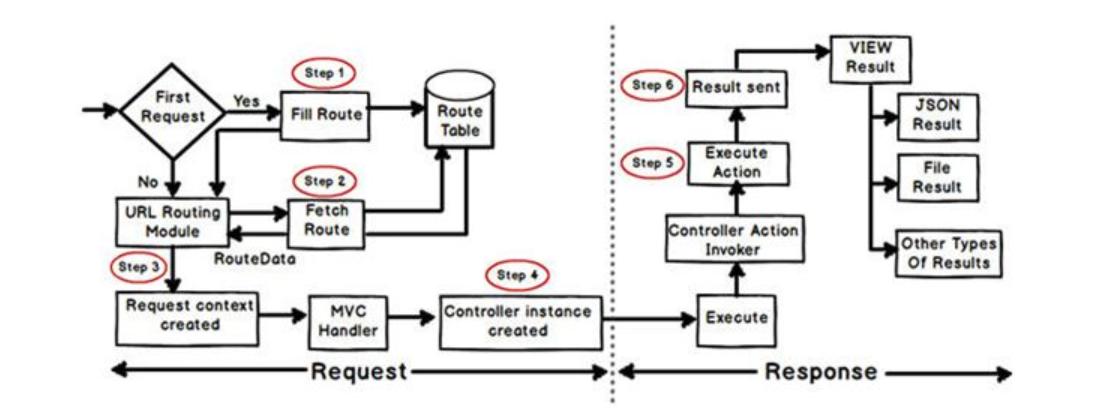 First
Request
Yes
No
Step 1
Fill Route
Route
Table
Step 2
Fetch
Route
URL Routing
Module
RouteData
Step 3
Request context
created
MVC
Handler
Step 4
Controller instance
created
Request
Execute
Controller Action
Invoker
Step 5
Execute
Action
Step 6
Result sent
VIEW
Result
JSON
Result
File
Result
Other Types
Of Results
Response